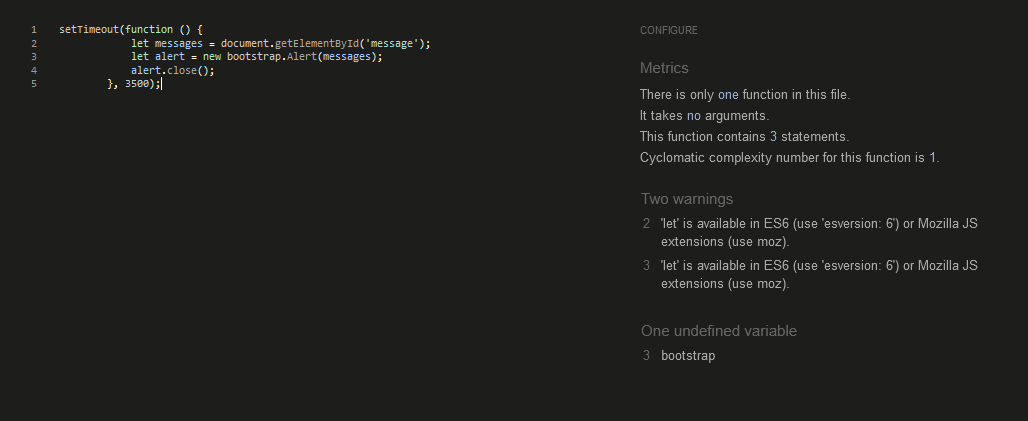 1 setTimeout(function () {
2 let messages = document.getElementById('message');
3 let alert = new bootstrap.Alert(messages);
4 alert.close();
5 }, 3500);
CONFIGURE
Metrics
There is only one function in this file.
It takes no arguments.
This function contains 3 statements.
Cyclomatic complexity number for this function is 1.
Two warnings
2 'let' is available in ES6 (use 'esversion: 6') or Mozilla JS
extensions (use moz).
3 'let' is available in ES6 (use 'esversion: 6') or Mozilla JS
extensions (use moz).
One undefined variable
3 bootstrap